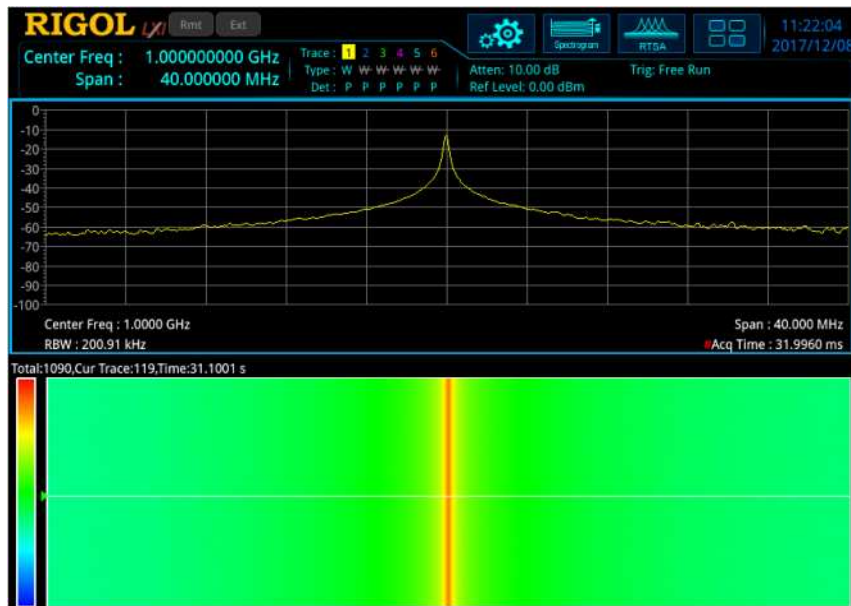 RIGOL LXI Rmt Ext
11:22:04
2017/12/08
Spectrogram RTSA
Center Freq : 1.000000000 GHz
Span : 40.000000 MHz
Trace : 1 2 3 4 5 6
Type : W W W W W W
Det : P P P P P P
Atten: 10.00 dB Trig: Free Run
Ref Level: 0.00 dBm
0
-10
-20
-30
-40
-50
-60
-70
-80
-90
-100
Center Freq : 1.0000 GHz Span : 40.000 MHz
RBW : 200.91 kHz #Acq Time : 31.9960 ms
Total:1090,Cur Trace:119,Time:31.1001 s